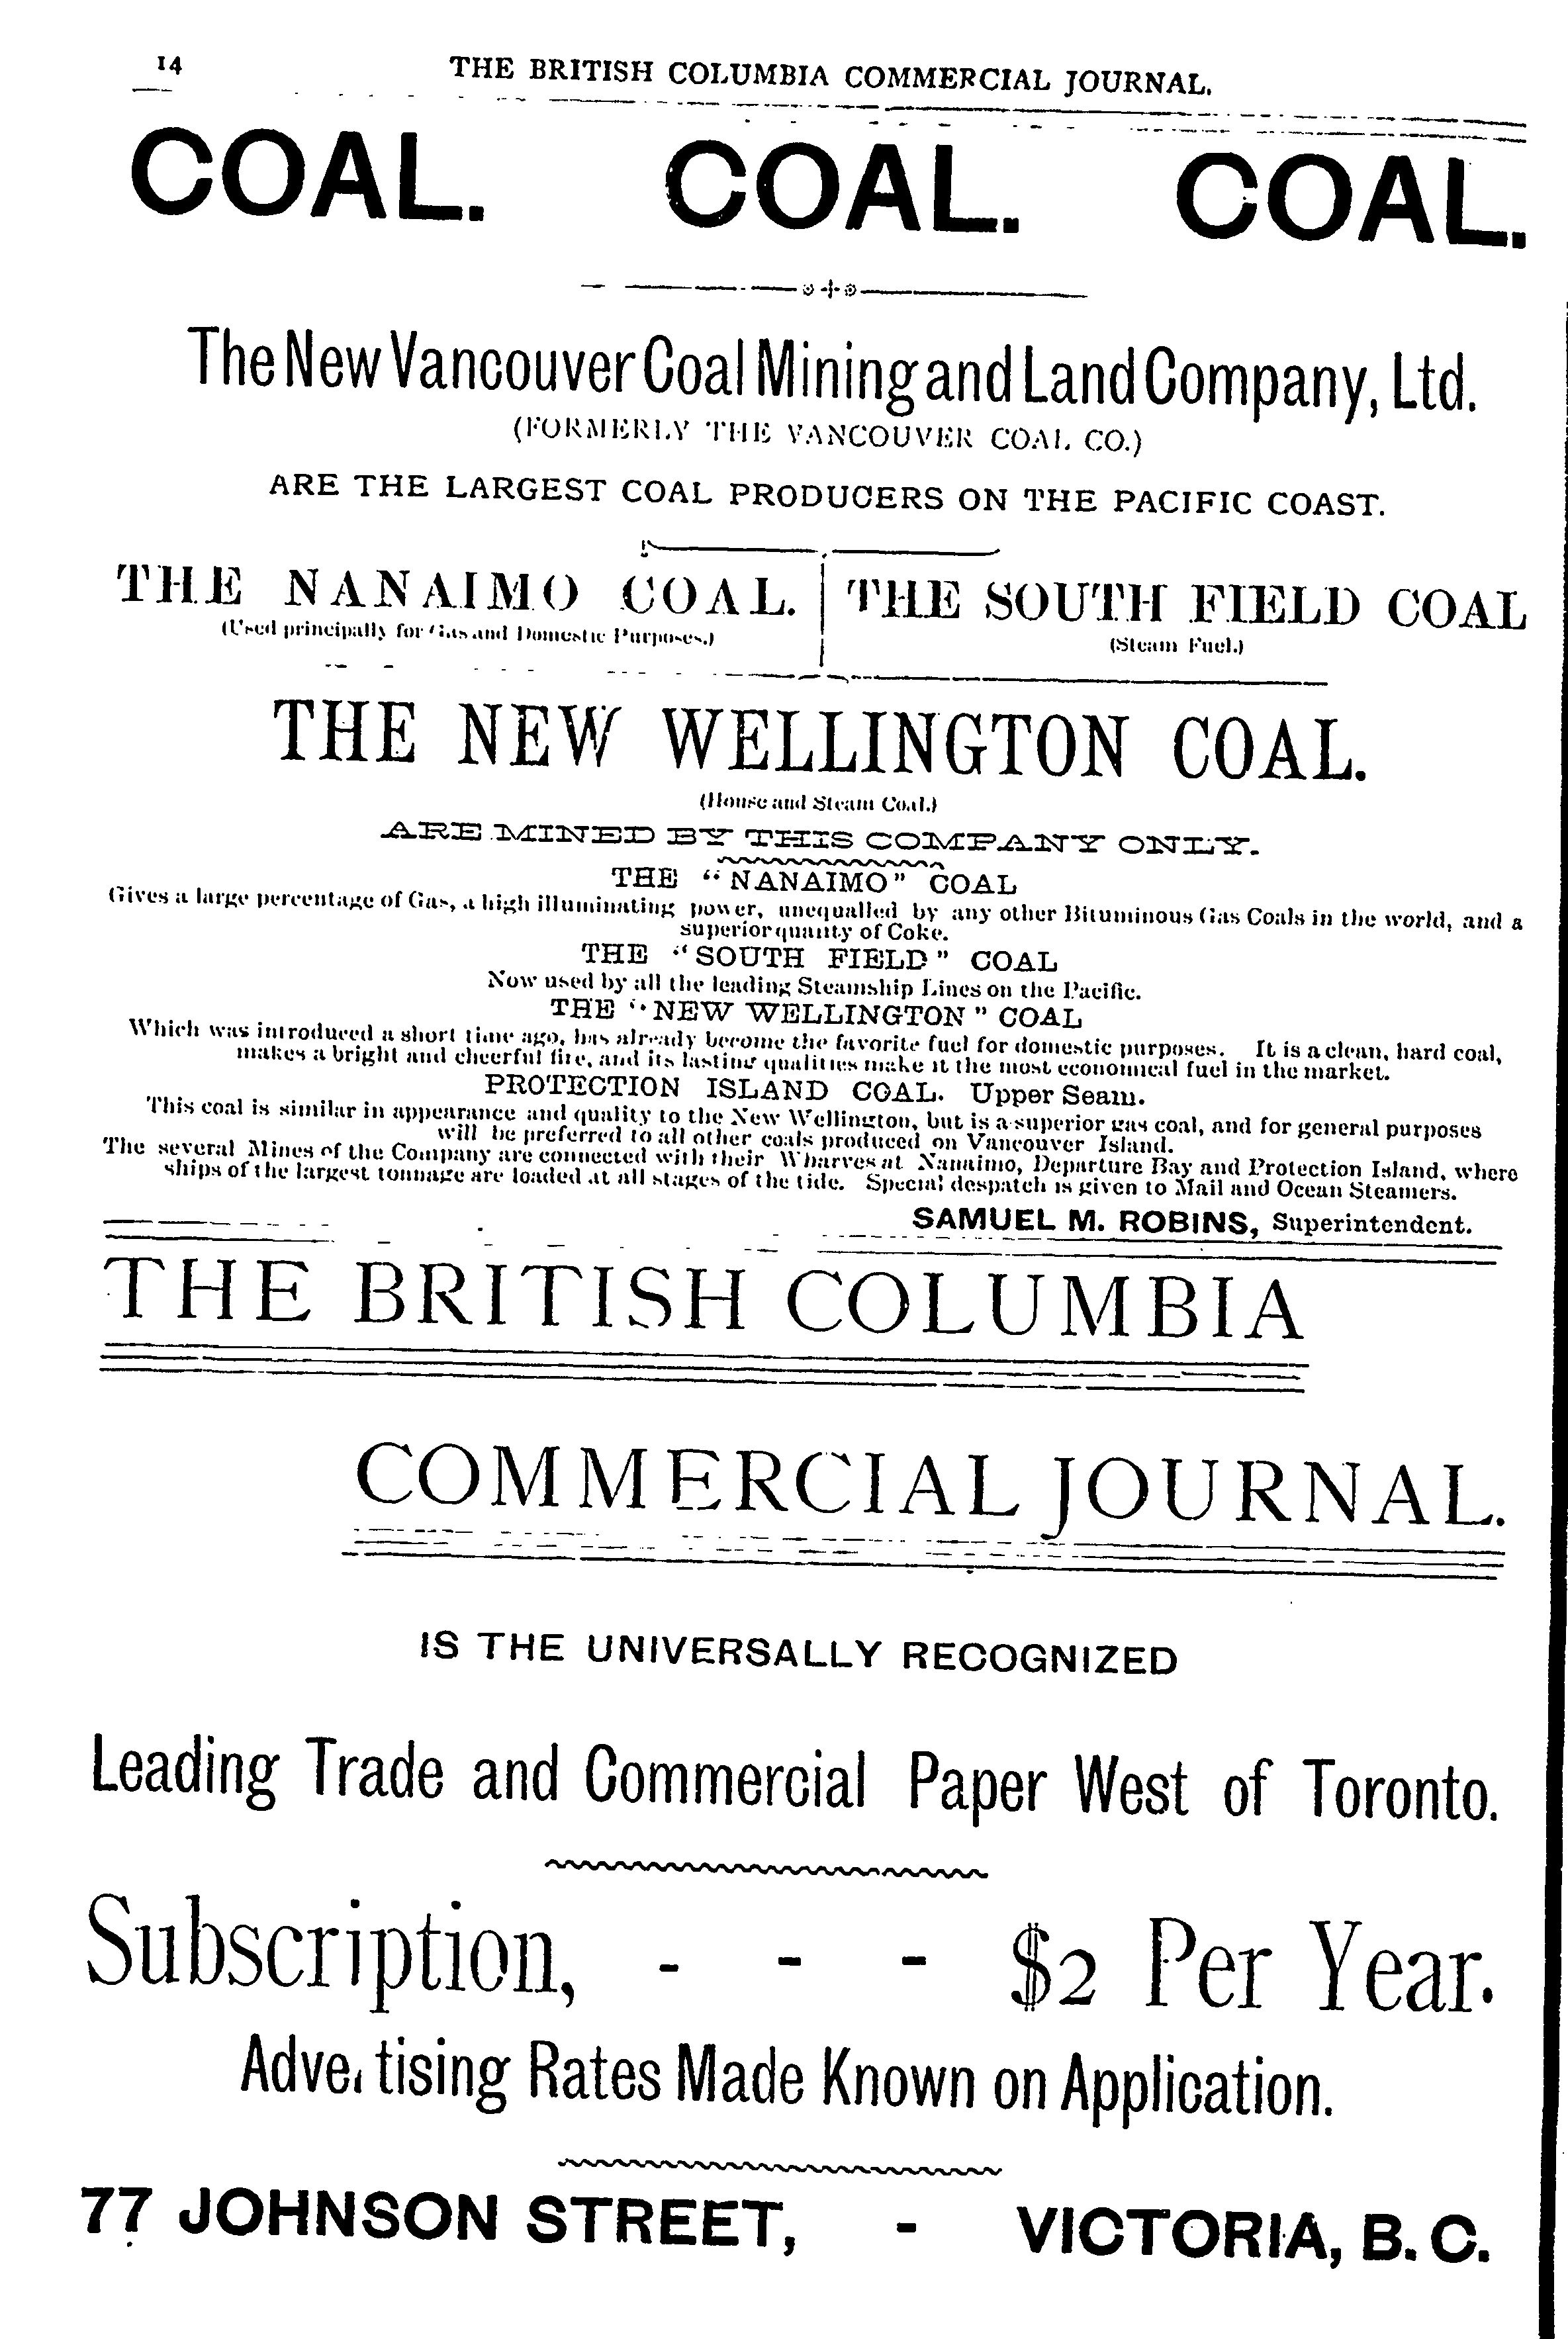 14 THE BRITISH COLUMBIA COMMERCIAL JOURNAL.
COAL. COAL. COAL.
The New Vancouver Coal Mining and Land Company, Ltd.
(FORMERLY THE VANCOUVER COAL CO.)
ARE THE LARGEST COAL PRODUCERS ON THE PACIFIC COAST.
THE NANAIMO COAL.
(Used principally for Gas and Domestic Purposes.)
THE SOUTH FIELD COAL
(Steam Fuel.)
THE NEW WELLINGTON COAL.
(House and Steam Coal.)
ARE MINED BY THIS COMPANY ONLY.
THE "NANAIMO" COAL
Gives a large percentage of Gas, a high illuminating power, unequalled by any other Bituminous Gas Coals in the world, and a
superior quanty of Coke.
THE "SOUTH FIELD" COAL
Now used by all the leading Steamship Lines on the Pacific.
THE "NEW WELLINGTON" COAL
Which was introduced a short time ago, has already become the favorite fuel for domestic purposes. It is a clean, hard coal,
makes a bright and cheerful fire, and its lasting qualities make it the most economical fuel in the market.
PROTECTION ISLAND COAL. Upper Seam.
This coal is similar in appearance and quality to the New Wellington, but is a superior gas coal, and for general purposes
will be preferred to all other coals produced on Vancouver Island.
The several Mines of the Company are connected with their Wharves at Nanaimo, Departure Bay and Protection Island, where
ships of the largest tonnage are loaded at all stages of the tide. Special despatch is given to Mail and Ocean Steamers.
SAMUEL M. ROBINS, Superintendent.
THE BRITISH COLUMBIA
COMMERCIAL JOURNAL.
IS THE UNIVERSALLY RECOGNIZED
Leading Trade and Commercial Paper West of Toronto.
Subscription, - - - $2 Per Year.
Advertising Rates Made Known on Application.
77 JOHNSON STREET, - VICTORIA, B. C.